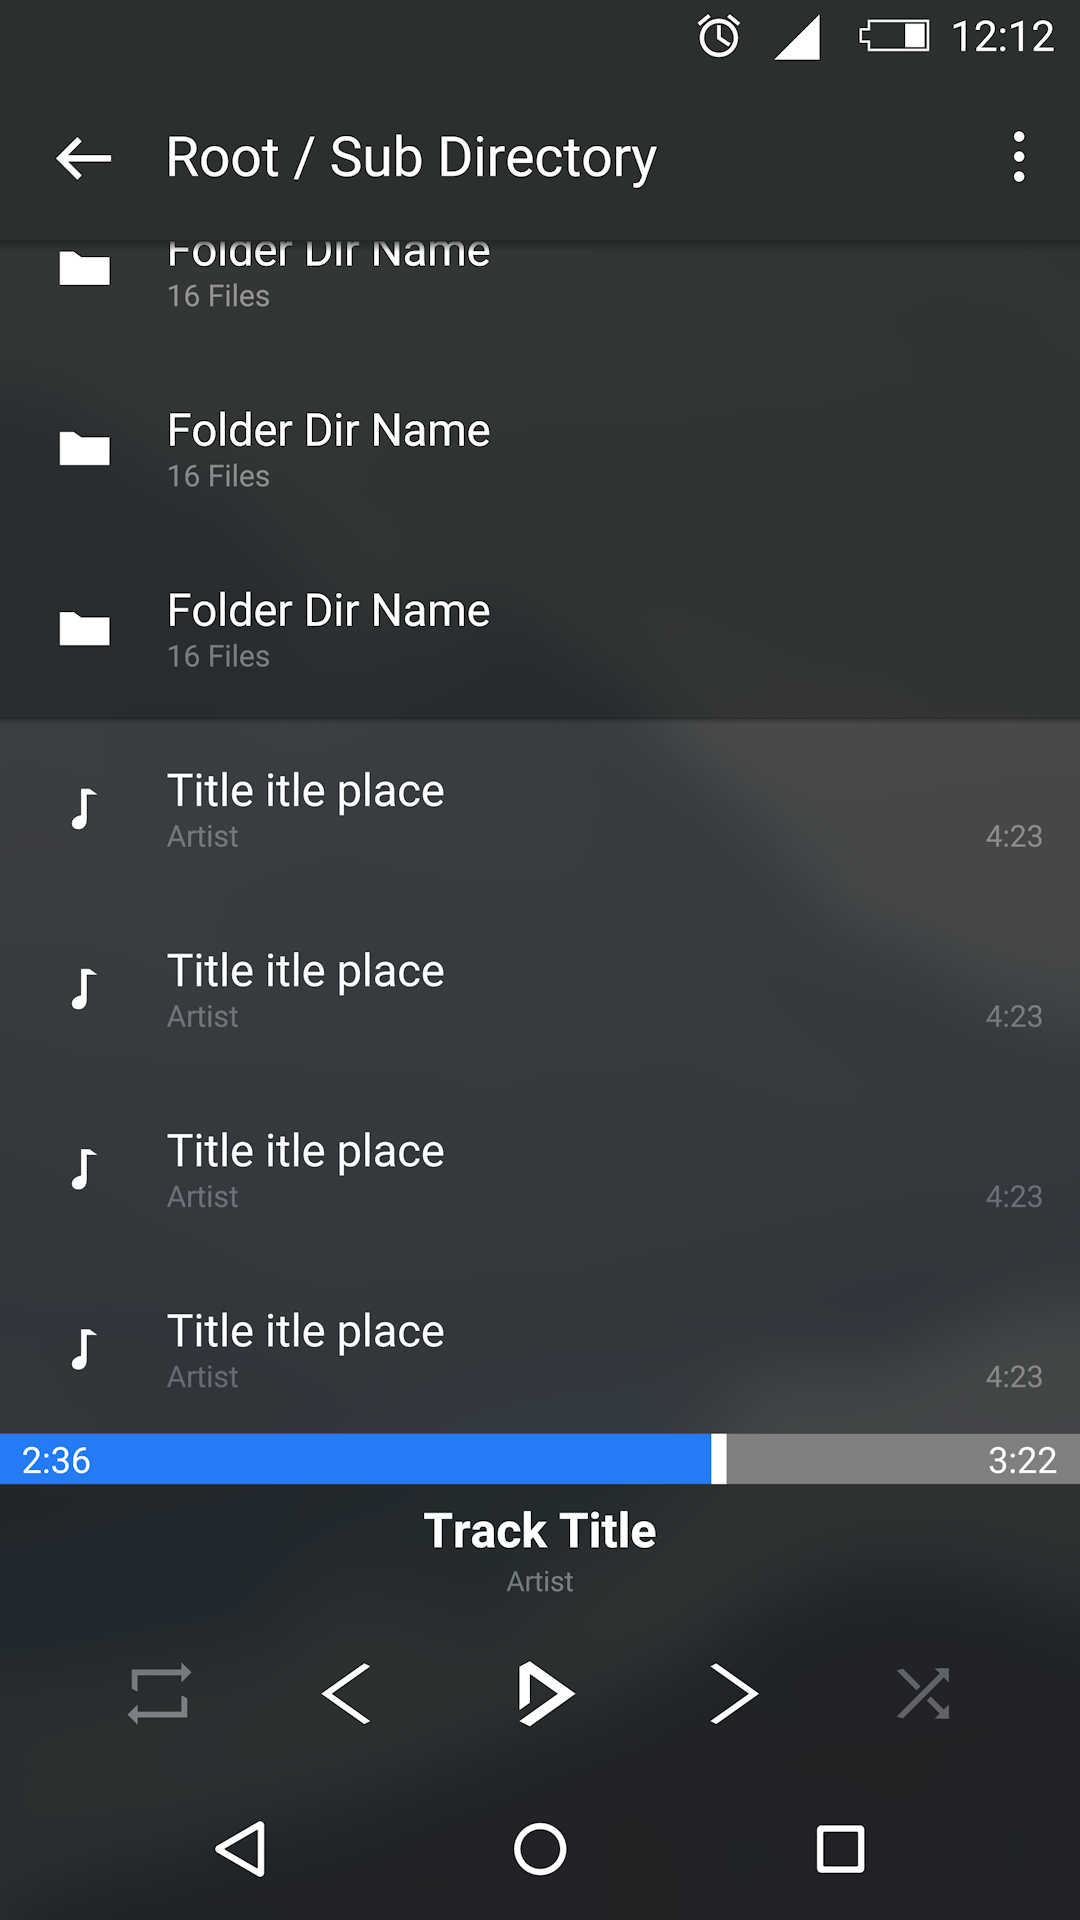 12:12
Root / Sub Directory
Folder Dir Name
16 Files
Folder Dir Name
16 Files
Folder Dir Name
16 Files
Title itle place
Artist 4:23
Title itle place
Artist 4:23
Title itle place
Artist 4:23
Title itle place
Artist 4:23
2:36 3:22
Track Title
Artist